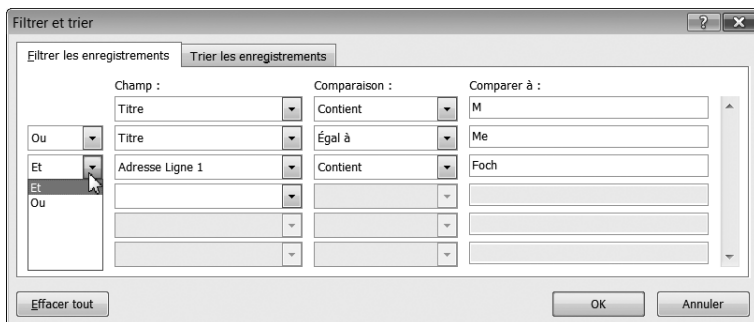 Filtrer et trier
Filtrer les enregistrements Trier les enregistrements
Champ : Comparaison : Comparer à :
Titre Contient M
Ou Titre Égal à Me
Et Adresse Ligne 1 Contient Foch
Et
Ou
Effacer tout OK Annuler